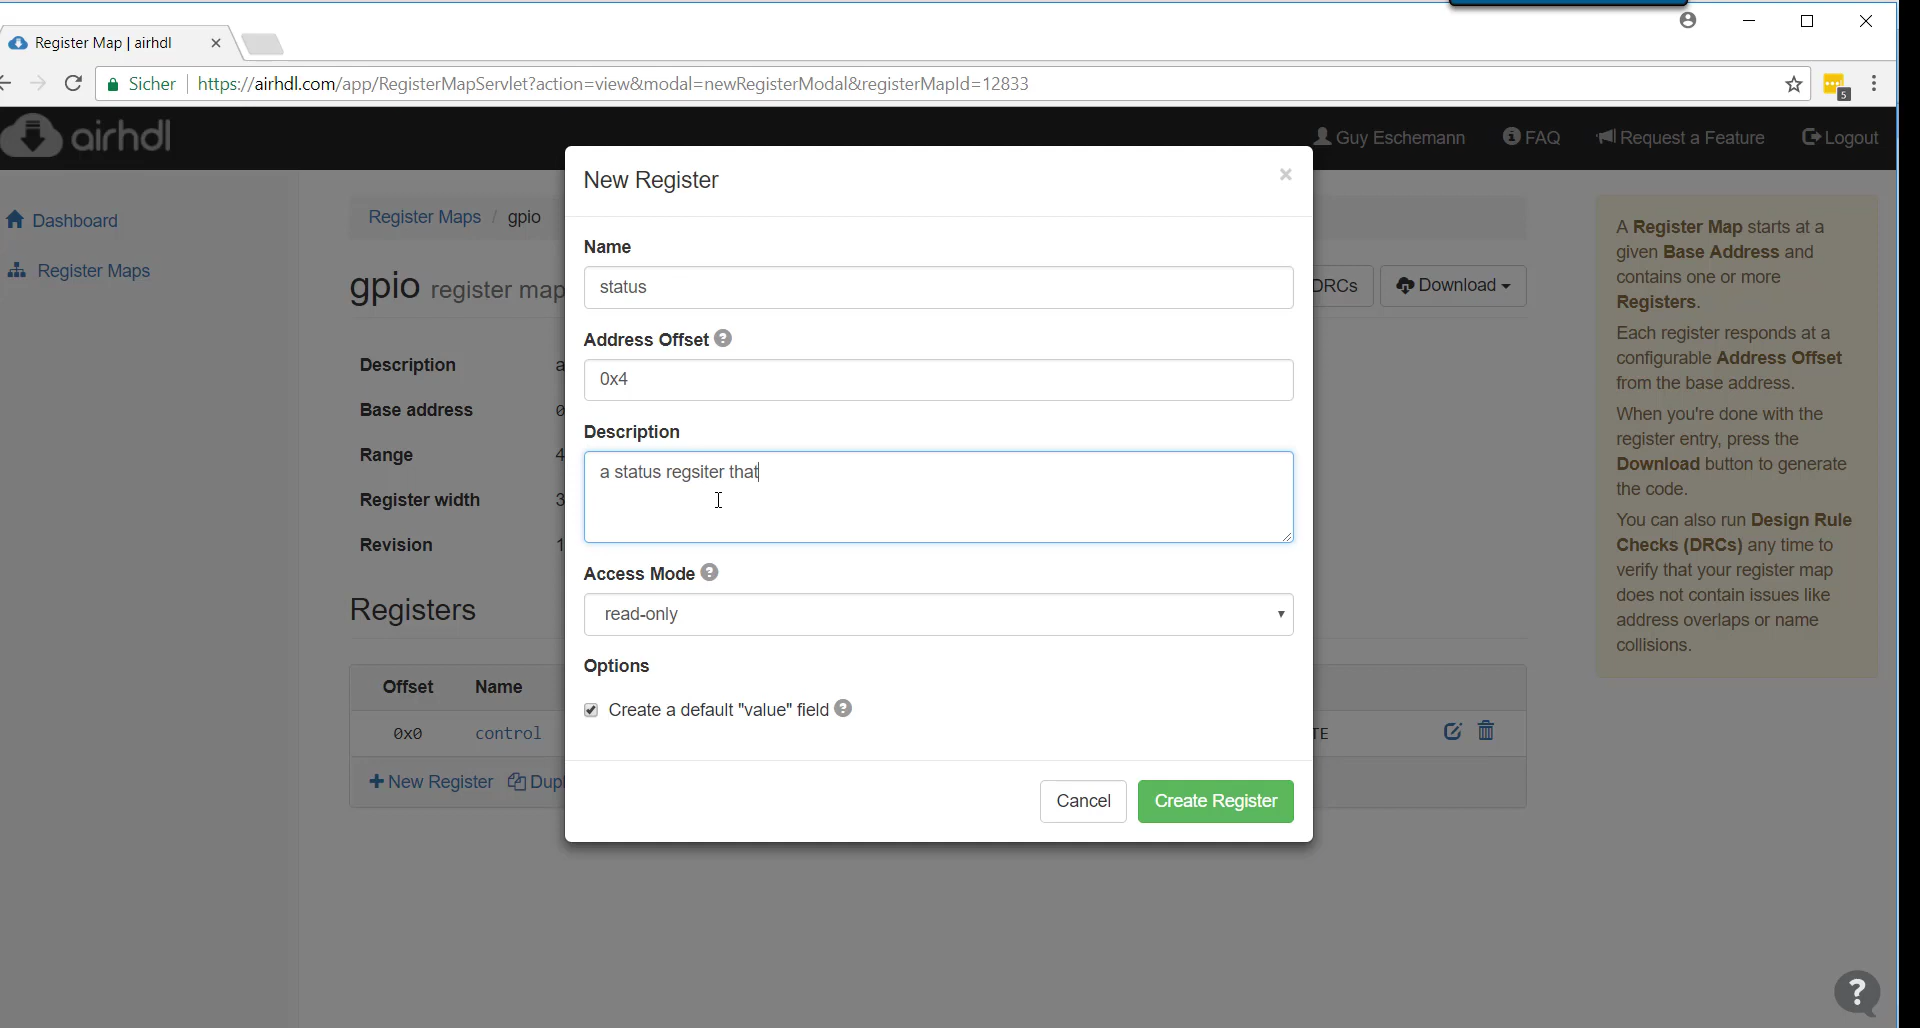 Register Map | airhdl
Sicher https://airhdl.com/app/RegisterMapServlet?action=view&modal=newRegisterModal&registerMapId=12833
5
airhdl
Guy Eschemann FAQ Request a Feature Logout
Dashboard
Register Maps
Register Maps / gpio
gpio register map
DRCs Download
Description a
Base address 0
Range 4
Register width 3
Revision 1
Registers
Offset Name
0x0 control TE
New Register Dupl
New Register
Name
status
Address Offset
0x4
Description
a status regsiter that
Access Mode
read-only
Options
Create a default "value" field
Cancel Create Register
A Register Map starts at a
given Base Address and
contains one or more
Registers.
Each register responds at a
configurable Address Offset
from the base address.
When you're done with the
register entry, press the
Download button to generate
the code.
You can also run Design Rule
Checks (DRCs) any time to
verify that your register map
does not contain issues like
address overlaps or name
collisions.